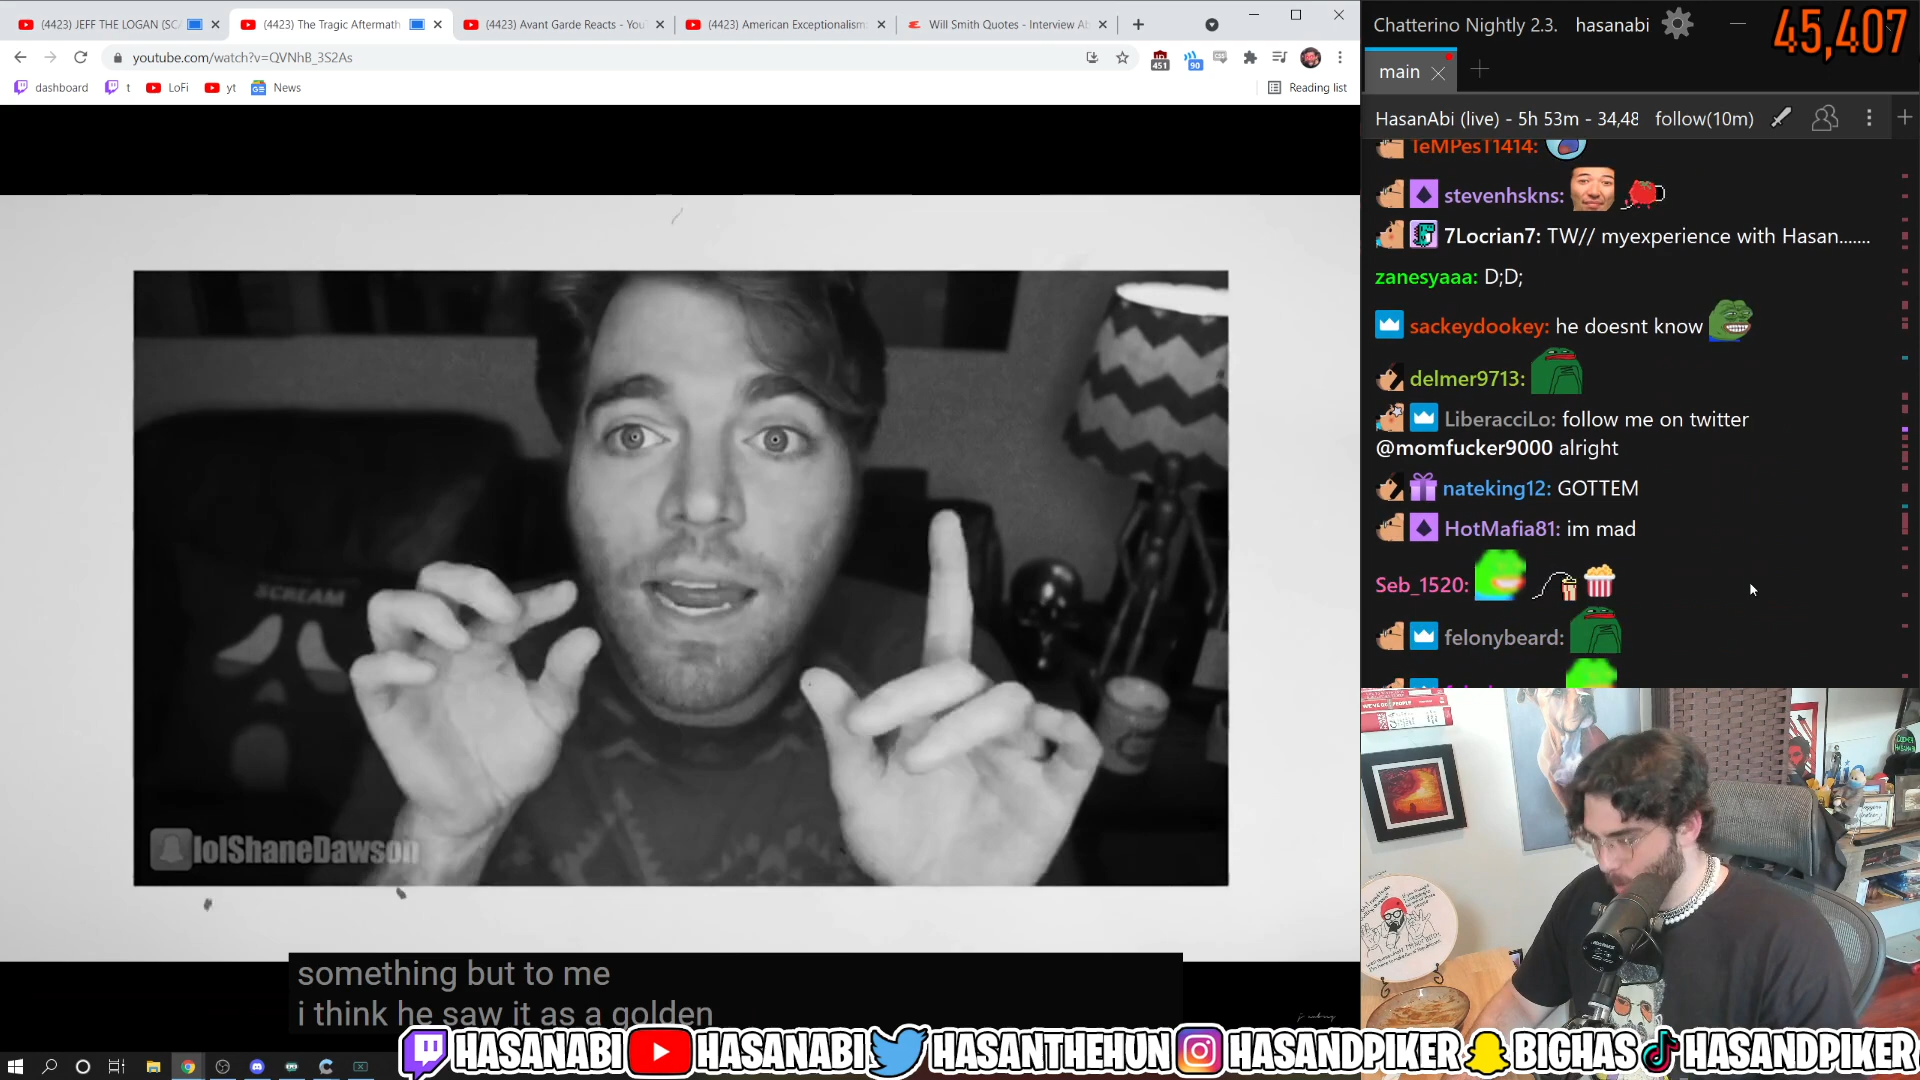 (4423) JEFF THE LOGAN (SC
(4423) The Tragic Aftermath
(4423) Avant Garde Reacts - You
(4423) American Exceptionalism
Will Smith Quotes - Interview Ab
youtube.com/watch?v=QVNhB_3S2As
451
90
dashboard
t
LoFi
yt
News
Reading list
SCREAM
lolShaneDawson
something but to me
i think he saw it as a golden
Chatterino Nightly 2.3.
hasanabi
45,407
main
HasanAbi (live) - 5h 53m - 34,48
follow(10m)
TeMPesT1414:
stevenhskns:
7Locrian7: TW// myexperience with Hasan.......
zanesyaaa: D;D;
sackeydookey: he doesnt know
delmer9713:
LiberacciLo: follow me on twitter
@momfucker9000 alright
nateking12: GOTTEM
HotMafia81: im mad
Seb_1520:
felonybeard:
HASANABI
HASANABI
HASANTHEHUN
HASANDPIKER
BIGHAS
HASANDPIKER